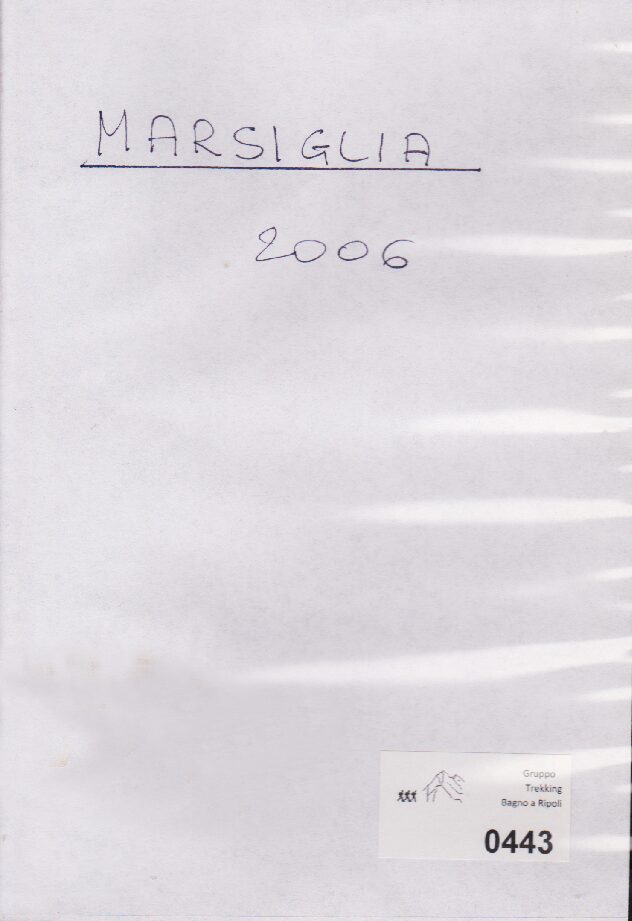 MARSIGLIA
2006
Gruppo
Trekking
Bagno a Ripoli
0443